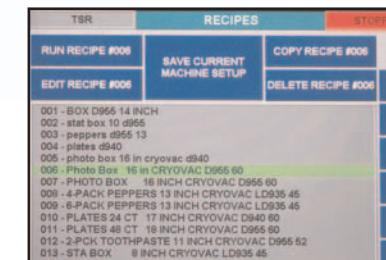 TSR RECIPES STOPP
RUN RECIPE #006
SAVE CURRENT
MACHINE SETUP
COPY RECIPE #006
EDIT RECIPE #006
DELETE RECIPE #006
001 - BOX D955 14 INCH
002 - stat box 10 d955
003 - peppers d955 13
004 - plates d940
005 - photo box 16 in cryovac d940
006 - Photo Box 16 in CRYOVAC D955 60
007 - PHOTO BOX 16 INCH CRYOVAC D955 60
008 - 4-PACK PEPPERS 13 INCH CRYOVAC LD935 45
009 - 6-PACK PEPPERS 13 INCH CRYOVAC LD935 45
010 - PLATES 24 CT 17 INCH CRYOVAC D940 60
011 - PLATES 48 CT 18 INCH CRYOVAC D955 60
012 - 2-PCK TOOTHPASTE 11 INCH CRYOVAC D955 52
013 - STA BOX 8 INCH CRYOVAC LD935 45